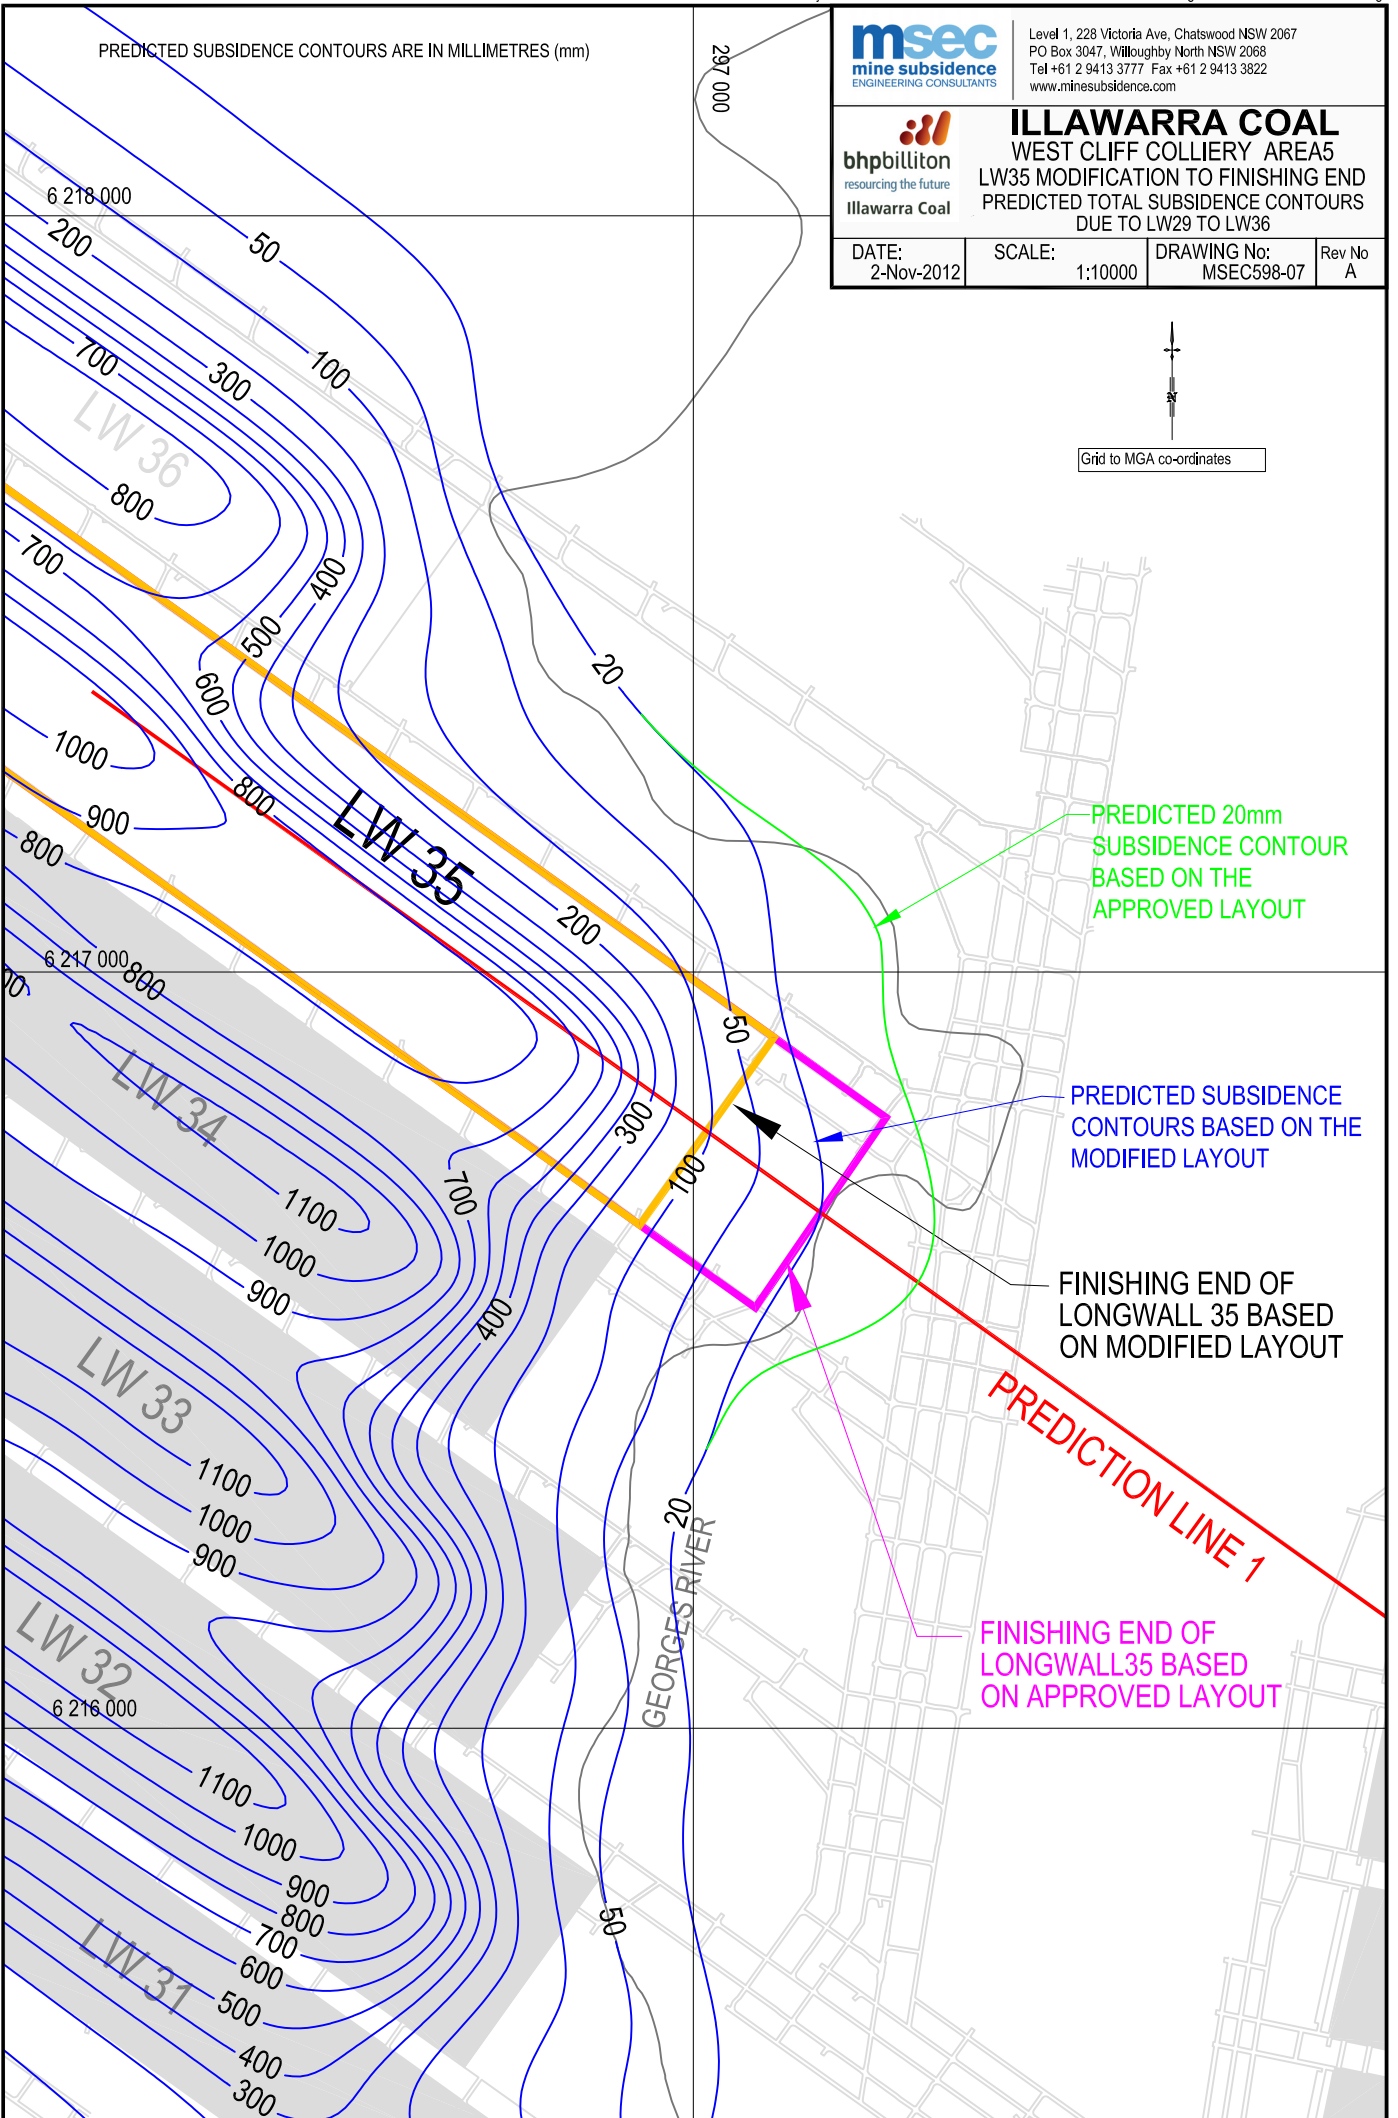 PREDICTED SUBSIDENCE CONTOURS ARE IN MILLIMETRES (mm)
297 000
msec
mine subsidence
ENGINEERING CONSULTANTS
Level 1, 228 Victoria Ave, Chatswood NSW 2067
PO Box 3047, Willoughby North NSW 2068
Tel +61 2 9413 3777 Fax +61 2 9413 3822
www.minesubsidence.com
bhpbilliton
resourcing the future
Illawarra Coal
ILLAWARRA COAL
WEST CLIFF COLLIERY AREA5
LW35 MODIFICATION TO FINISHING END
PREDICTED TOTAL SUBSIDENCE CONTOURS
DUE TO LW29 TO LW36
DATE:
2-Nov-2012
SCALE:
1:10000
DRAWING No:
MSEC598-07
Rev No
A
N
Grid to MGA co-ordinates
6 218 000
200
50
700
300
100
LW 36
800
700
400
500
600
20
1000
800
900
800
LW 35
200
PREDICTED 20mm
SUBSIDENCE CONTOUR
BASED ON THE
APPROVED LAYOUT
6 217 000
800
50
LW 34
300
100
700
1100
1000
900
400
PREDICTED SUBSIDENCE
CONTOURS BASED ON THE
MODIFIED LAYOUT
FINISHING END OF
LONGWALL 35 BASED
ON MODIFIED LAYOUT
LW 33
PREDICTION LINE 1
1100
1000
900
20
GEORGES RIVER
LW 32
FINISHING END OF
LONGWALL35 BASED
ON APPROVED LAYOUT
6 216 000
1100
1000
900
800
700
600
500
400
300
50
LW 31